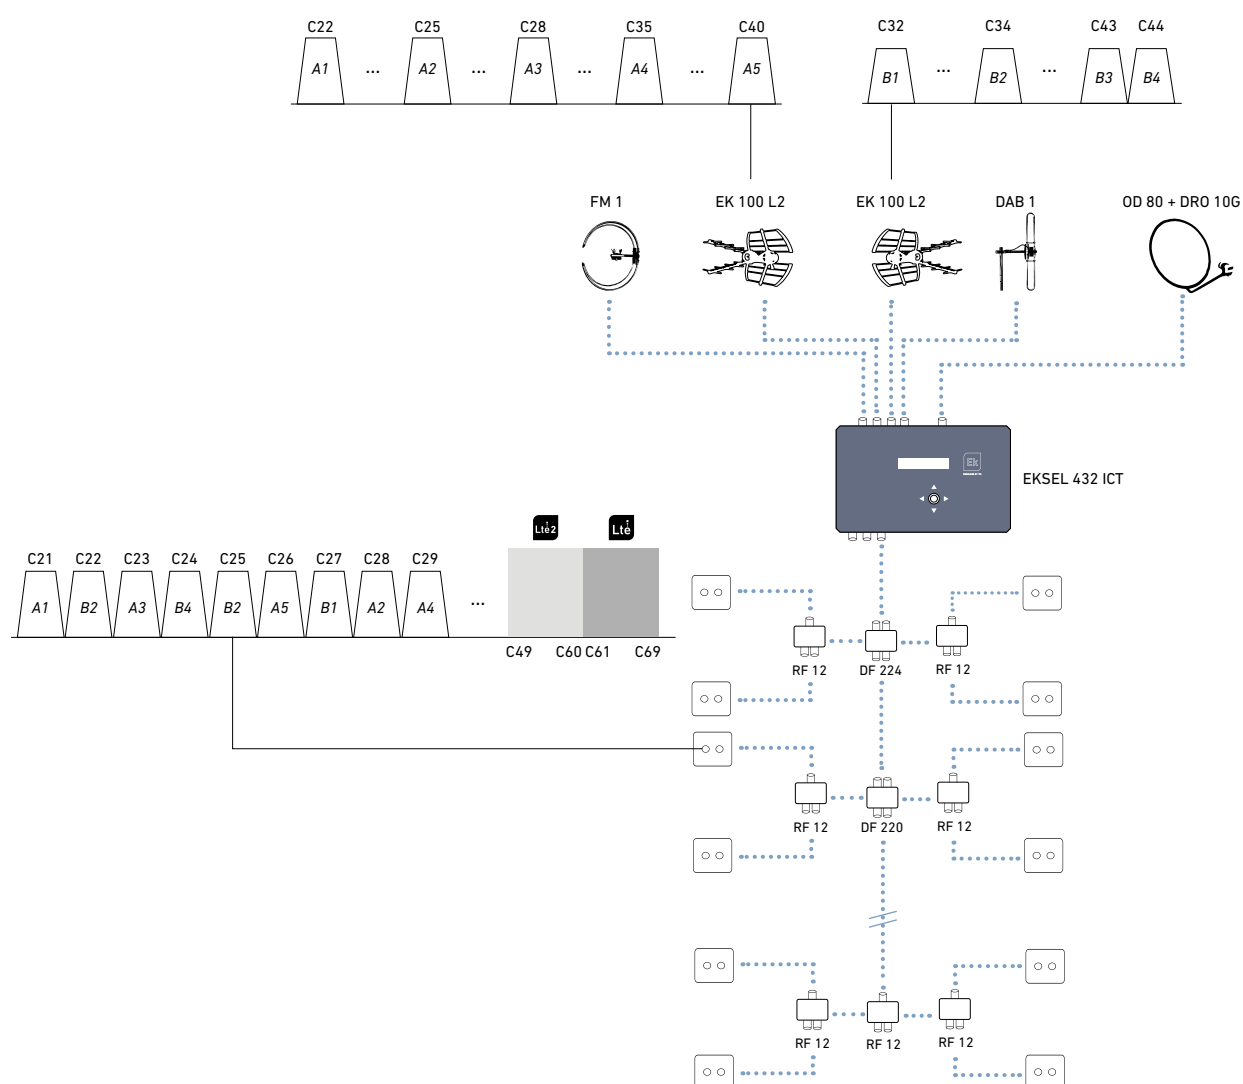 C22 C25 C28 C35 C40
A1 ... A2 ... A3 ... A4 ... A5
C32 C34 C43 C44
B1 ... B2 ... B3 B4
FM 1
EK 100 L2
EK 100 L2
DAB 1
OD 80 + DRO 10G
Ek
EKSEL 432 ICT
Lte2 Lte
C21 C22 C23 C24 C25 C26 C27 C28 C29
A1 B2 A3 B4 B2 A5 B1 A2 A4 ...
C49 C60 C61 C69
RF 12 DF 224 RF 12
RF 12 DF 220 RF 12
RF 12 RF 12 RF 12